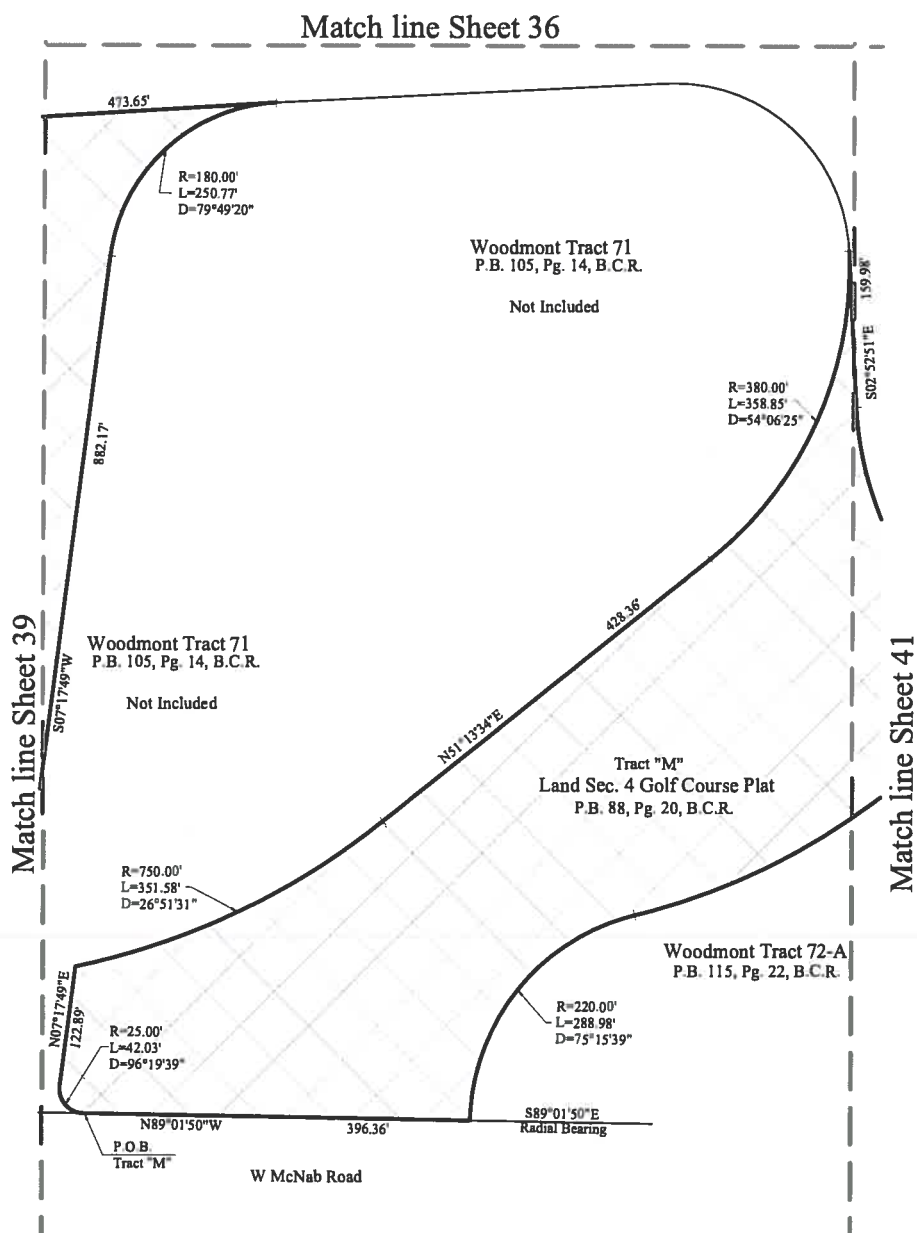 Match line Sheet 36
473.65'
R=180.00'
L=250.77'
D=79°49'20"
Woodmont Tract 71
P.B. 105, Pg. 14, B.C.R.
Not Included
159.98'
S02°52'51"E
R=380.00'
L=358.85'
D=54°06'25"
882.17'
S07°17'49"W
428.36'
N51°13'34"E
Match line Sheet 39
Woodmont Tract 71
P.B. 105, Pg. 14, B.C.R.
Not Included
Match line Sheet 41
Tract "M"
Land Sec. 4 Golf Course Plat
P.B. 88, Pg. 20, B.C.R.
R=750.00'
L=351.58'
D=26°51'31"
Woodmont Tract 72-A
P.B. 115, Pg. 22, B.C.R.
N07°17'49"E
122.89'
R=25.00'
L=42.03'
D=96°19'39"
R=220.00'
L=288.98'
D=75°15'39"
N89°01'50"W
396.36'
S89°01'50"E
Radial Bearing
P.O.B.
Tract "M"
W McNab Road